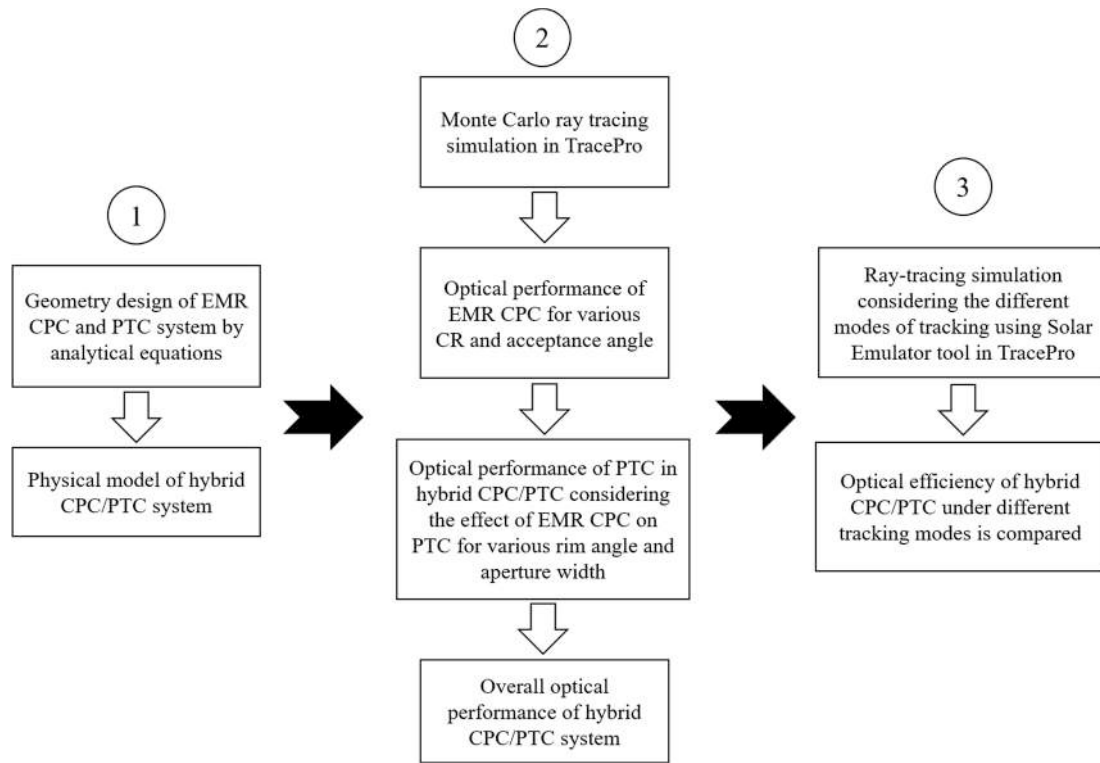 1
Geometry design of EMR
CPC and PTC system by
analytical equations
Physical model of hybrid
CPC/PTC system
2
Monte Carlo ray tracing
simulation in TracePro
Optical performance of
EMR CPC for various
CR and acceptance angle
Optical performance of PTC in
hybrid CPC/PTC considering
the effect of EMR CPC on
PTC for various rim angle and
aperture width
Overall optical
performance of hybrid
CPC/PTC system
3
Ray-tracing simulation
considering the different
modes of tracking using Solar
Emulator tool in TracePro
Optical efficiency of hybrid
CPC/PTC under different
tracking modes is compared